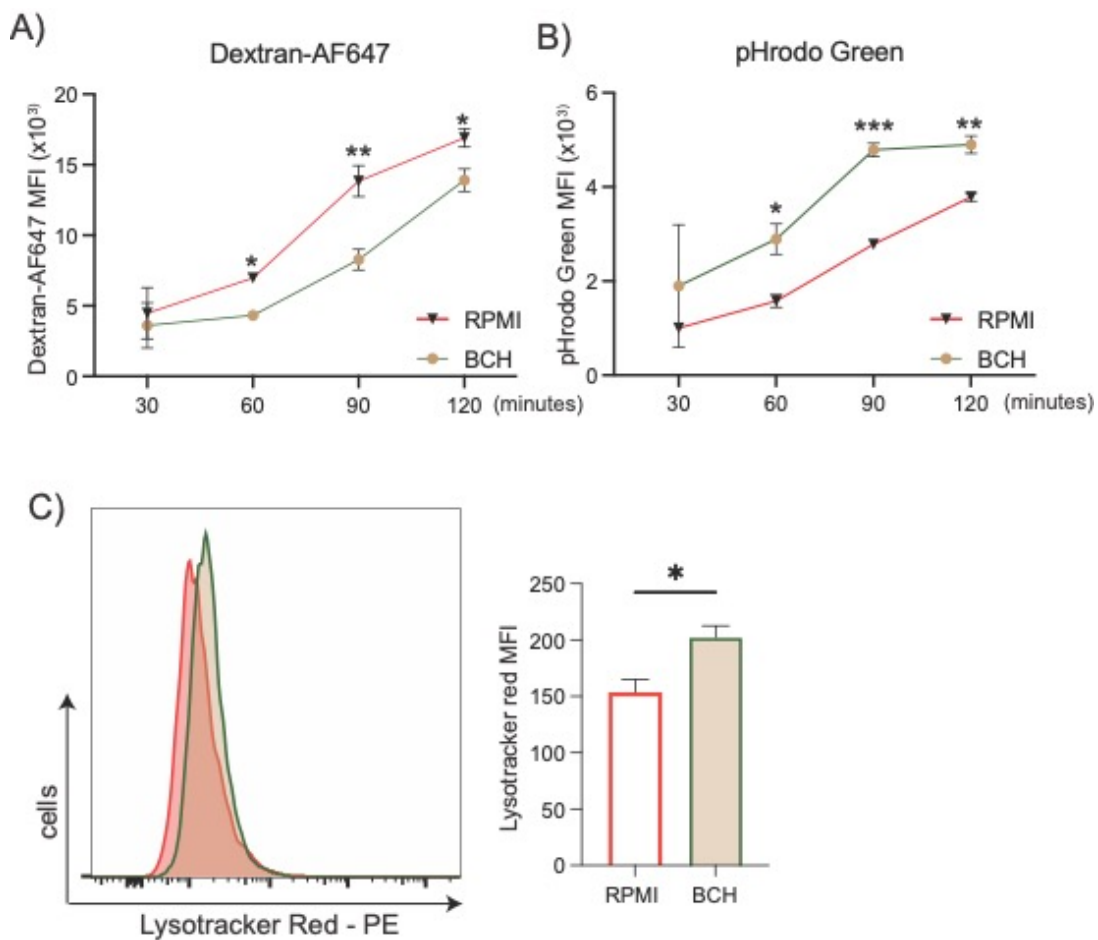 A)
Dextran-AF647
Dextran-AF647 MFI (x10³⁾
20
15
10
5
0
*
**
*
RPMI
BCH
30 60 90 120 (minutes)
B)
pHrodo Green
pHrodo Green MFI (x10³⁾
6
4
2
0
*
***
**
RPMI
BCH
30 60 90 120 (minutes)
C)
cells
Lysotracker Red - PE
Lysotracker red MFI
250
200
150
100
50
0
*
RPMI BCH